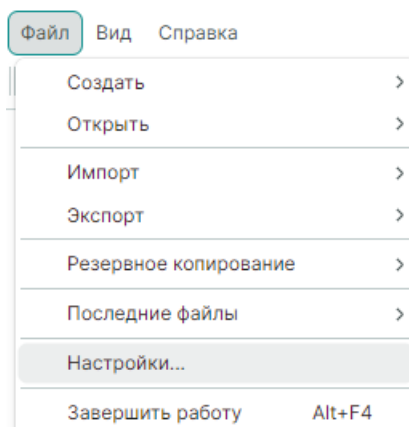 Файл Вид Справка
Создать
Открыть
Импорт
Экспорт
Резервное копирование
Последние файлы
Настройки...
Завершить работу Alt+F4